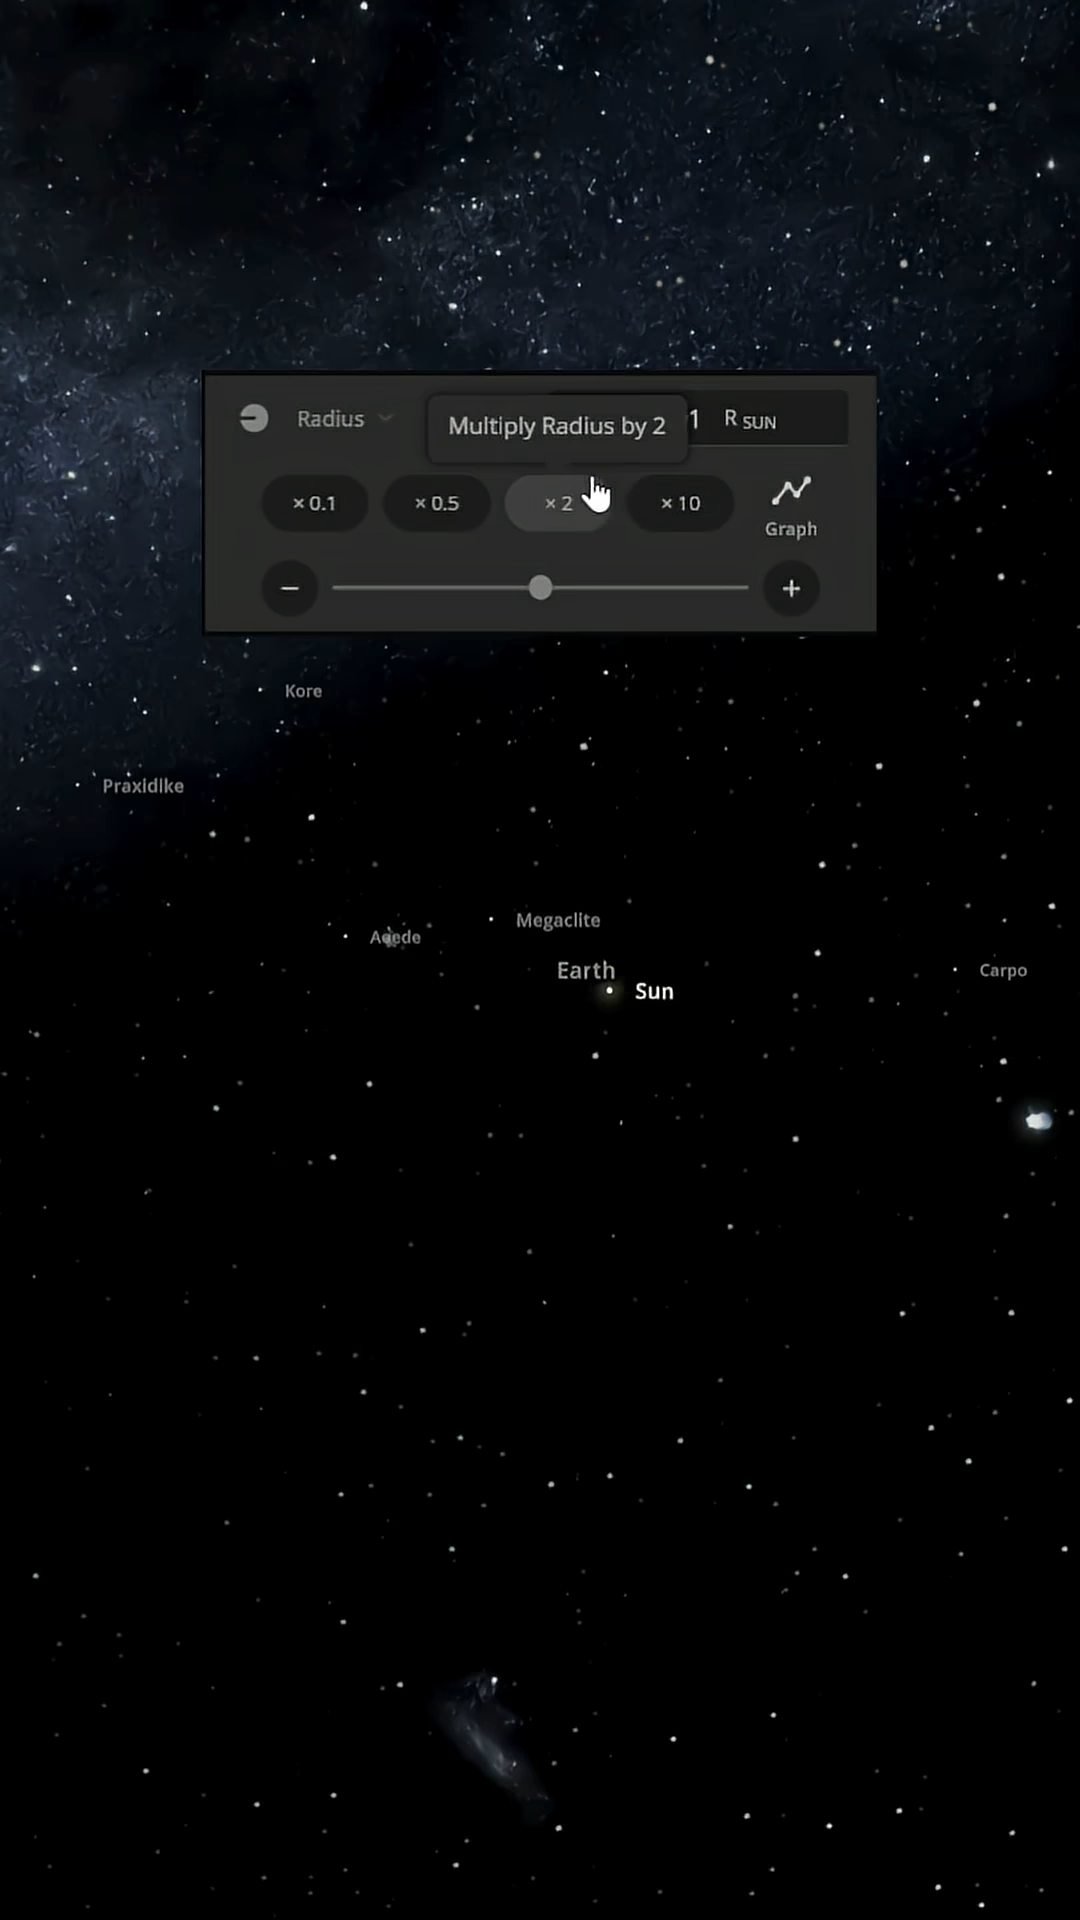 Radius
Multiply Radius by 2
1 R SUN
× 0.1
× 0.5
× 2
× 10
Graph
−
+
Kore
Praxidike
Megaclite
Aoede
Earth
Carpo
Sun